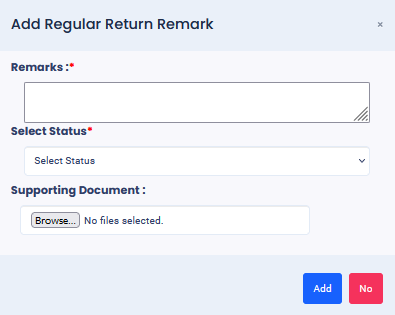 Add Regular Return Remark ×
Remarks :*
Select Status*
Select Status
Supporting Document :
Browse... No files selected.
Add No